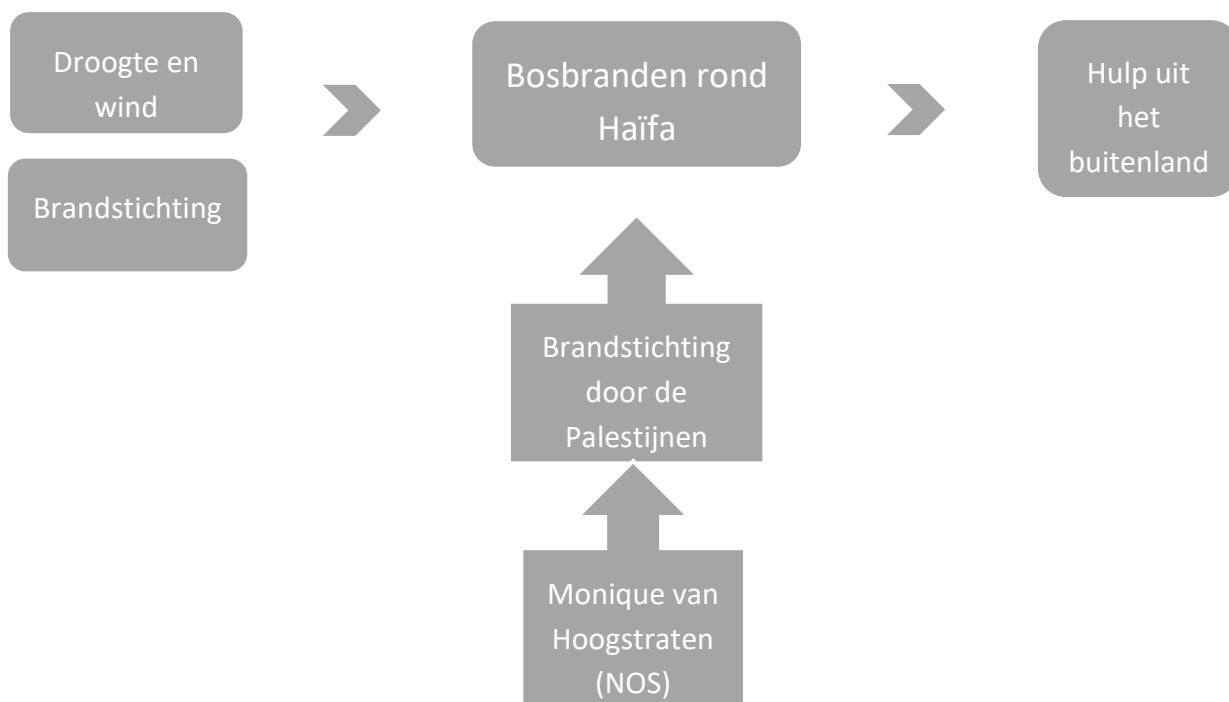 Droogte en
wind
Brandstichting
Bosbranden rond
Haïfa
Hulp uit
het
buitenland
Brandstichting
door de
Palestijnen
Monique van
Hoogstraten
(NOS)